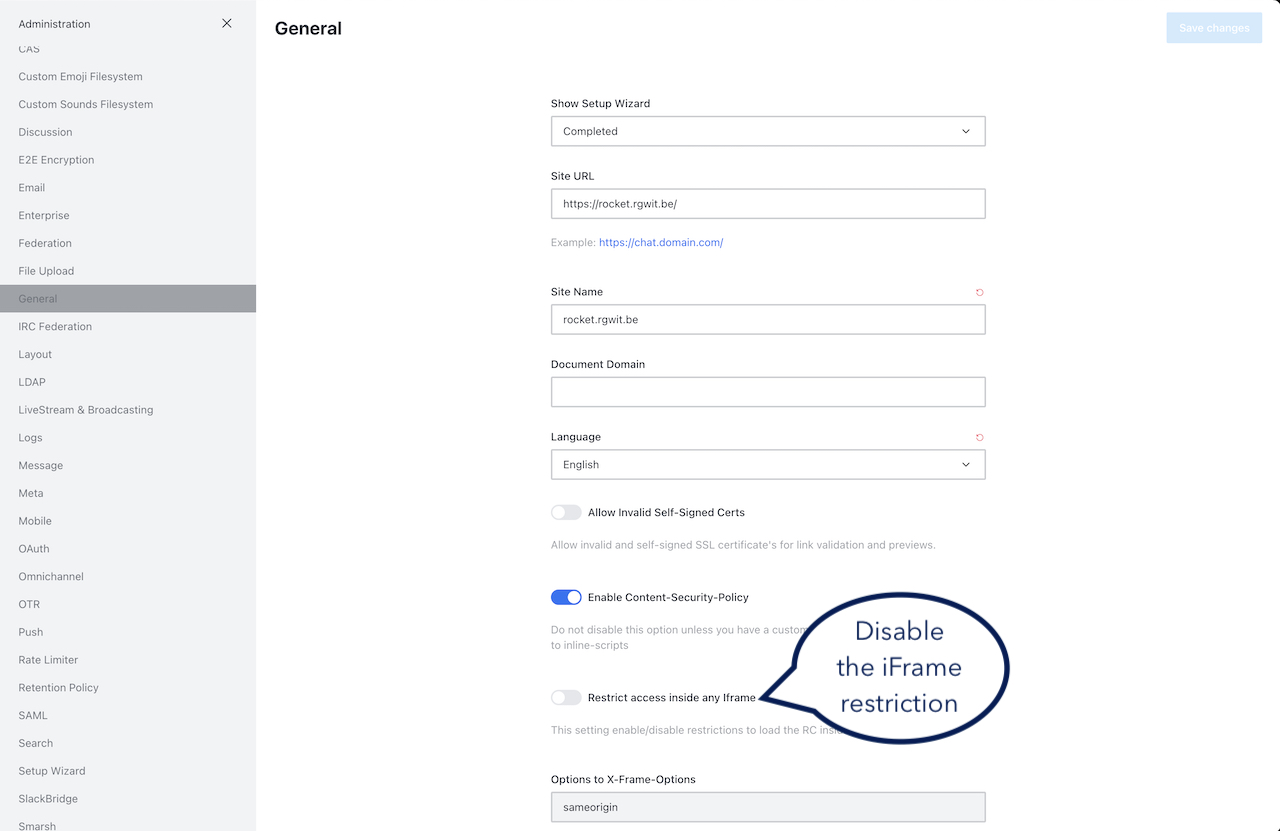 Administration
CAS
Custom Emoji Filesystem
Custom Sounds Filesystem
Discussion
E2E Encryption
Email
Enterprise
Federation
File Upload
General
IRC Federation
Layout
LDAP
LiveStream & Broadcasting
Logs
Message
Meta
Mobile
OAuth
Omnichannel
OTR
Push
Rate Limiter
Retention Policy
SAML
Search
Setup Wizard
SlackBridge
Smarsh
General
Save changes
Show Setup Wizard
Completed
Site URL
https://rocket.rgwit.be/
Example: https://chat.domain.com/
Site Name
rocket.rgwit.be
Document Domain
Language
English
Allow Invalid Self-Signed Certs
Allow invalid and self-signed SSL certificate's for link validation and previews.
Enable Content-Security-Policy
Do not disable this option unless you have a custom
to inline-scripts
Restrict access inside any Iframe
This setting enable/disable restrictions to load the RC
Options to X-Frame-Options
sameorigin
Disable
the iFrame
restriction